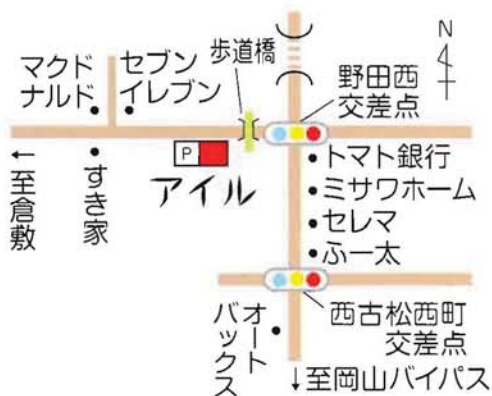 N
歩道橋
マクド
ナルド
セブン
イレブン
野田西
交差点
P
アイル
←至倉敷
すき家
トマト銀行
ミサワホーム
セレマ
ふー太
西古松西町
交差点
オート
バックス
↓至岡山バイパス